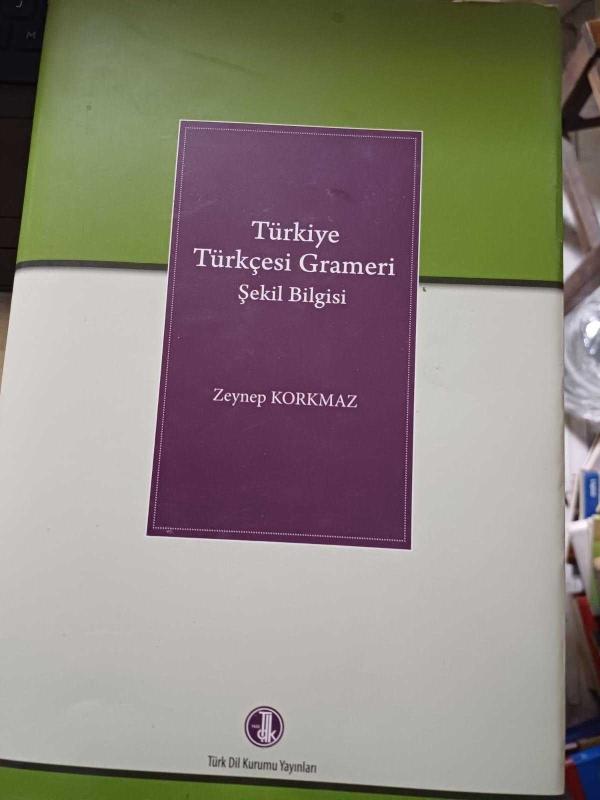 J
M
Türkiye
Türkçesi Grameri
Şekil Bilgisi
Zeynep KORKMAZ
Türk Dil Kurumu Yayınları